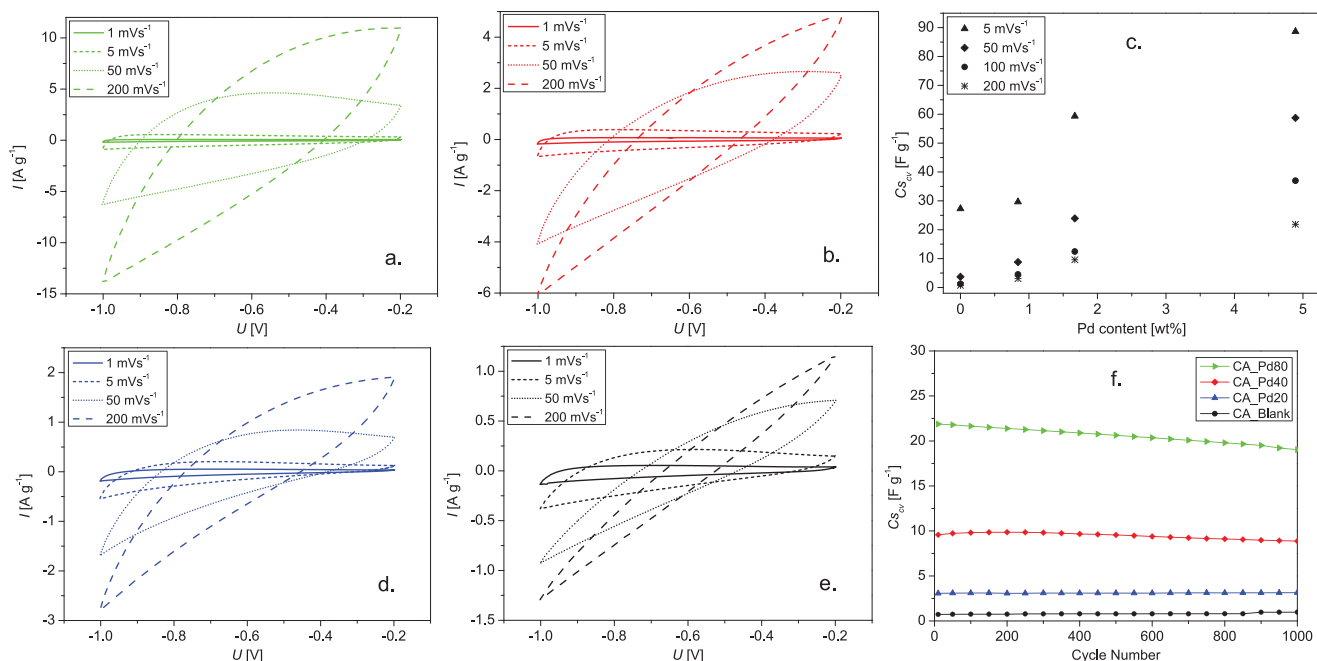 10
5
0
-5
-10
-15
I [A g⁻¹]
1 mVs⁻¹
5 mVs⁻¹
50 mVs⁻¹
200 mVs⁻¹
a.
-1.0 -0.8 -0.6 -0.4 -0.2
U [V]
4
2
0
-2
-4
-6
I [A g⁻¹]
1 mVs⁻¹
5 mVs⁻¹
50 mVs⁻¹
200 mVs⁻¹
b.
-1.0 -0.8 -0.6 -0.4 -0.2
U [V]
90
80
70
60
50
40
30
20
10
0
Cs_cv [F g⁻¹]
5 mVs⁻¹
50 mVs⁻¹
100 mVs⁻¹
200 mVs⁻¹
c.
0 1 2 3 4 5
Pd content [wt%]
2
1
0
-1
-2
-3
I [A g⁻¹]
1 mVs⁻¹
5 mVs⁻¹
50 mVs⁻¹
200 mVs⁻¹
d.
-1.0 -0.8 -0.6 -0.4 -0.2
U [V]
1.0
0.5
0.0
-0.5
-1.0
-1.5
I [A g⁻¹]
1 mVs⁻¹
5 mVs⁻¹
50 mVs⁻¹
200 mVs⁻¹
e.
-1.0 -0.8 -0.6 -0.4 -0.2
U [V]
30
25
20
15
10
5
0
Cs_cv [F g⁻¹]
f.
CA_Pd80
CA_Pd40
CA_Pd20
CA_Blank
0 200 400 600 800 1000
Cycle Number